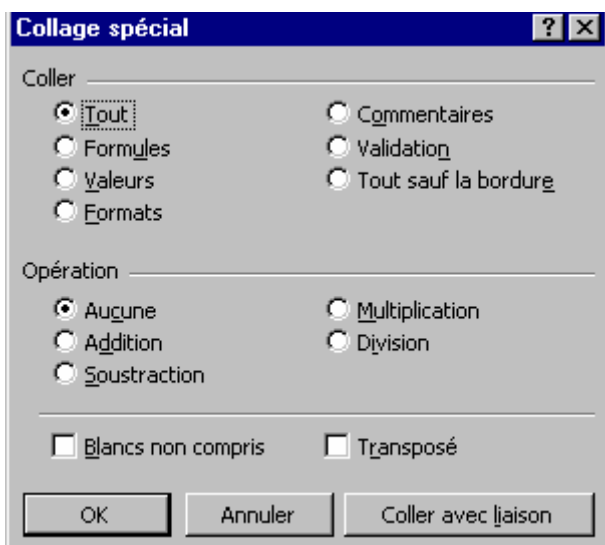 Collage spécial
Coller
Tout
Commentaires
Formules
Validation
Valeurs
Tout sauf la bordure
Formats
Opération
Aucune
Multiplication
Addition
Division
Soustraction
Blancs non compris
Transposé
OK
Annuler
Coller avec liaison